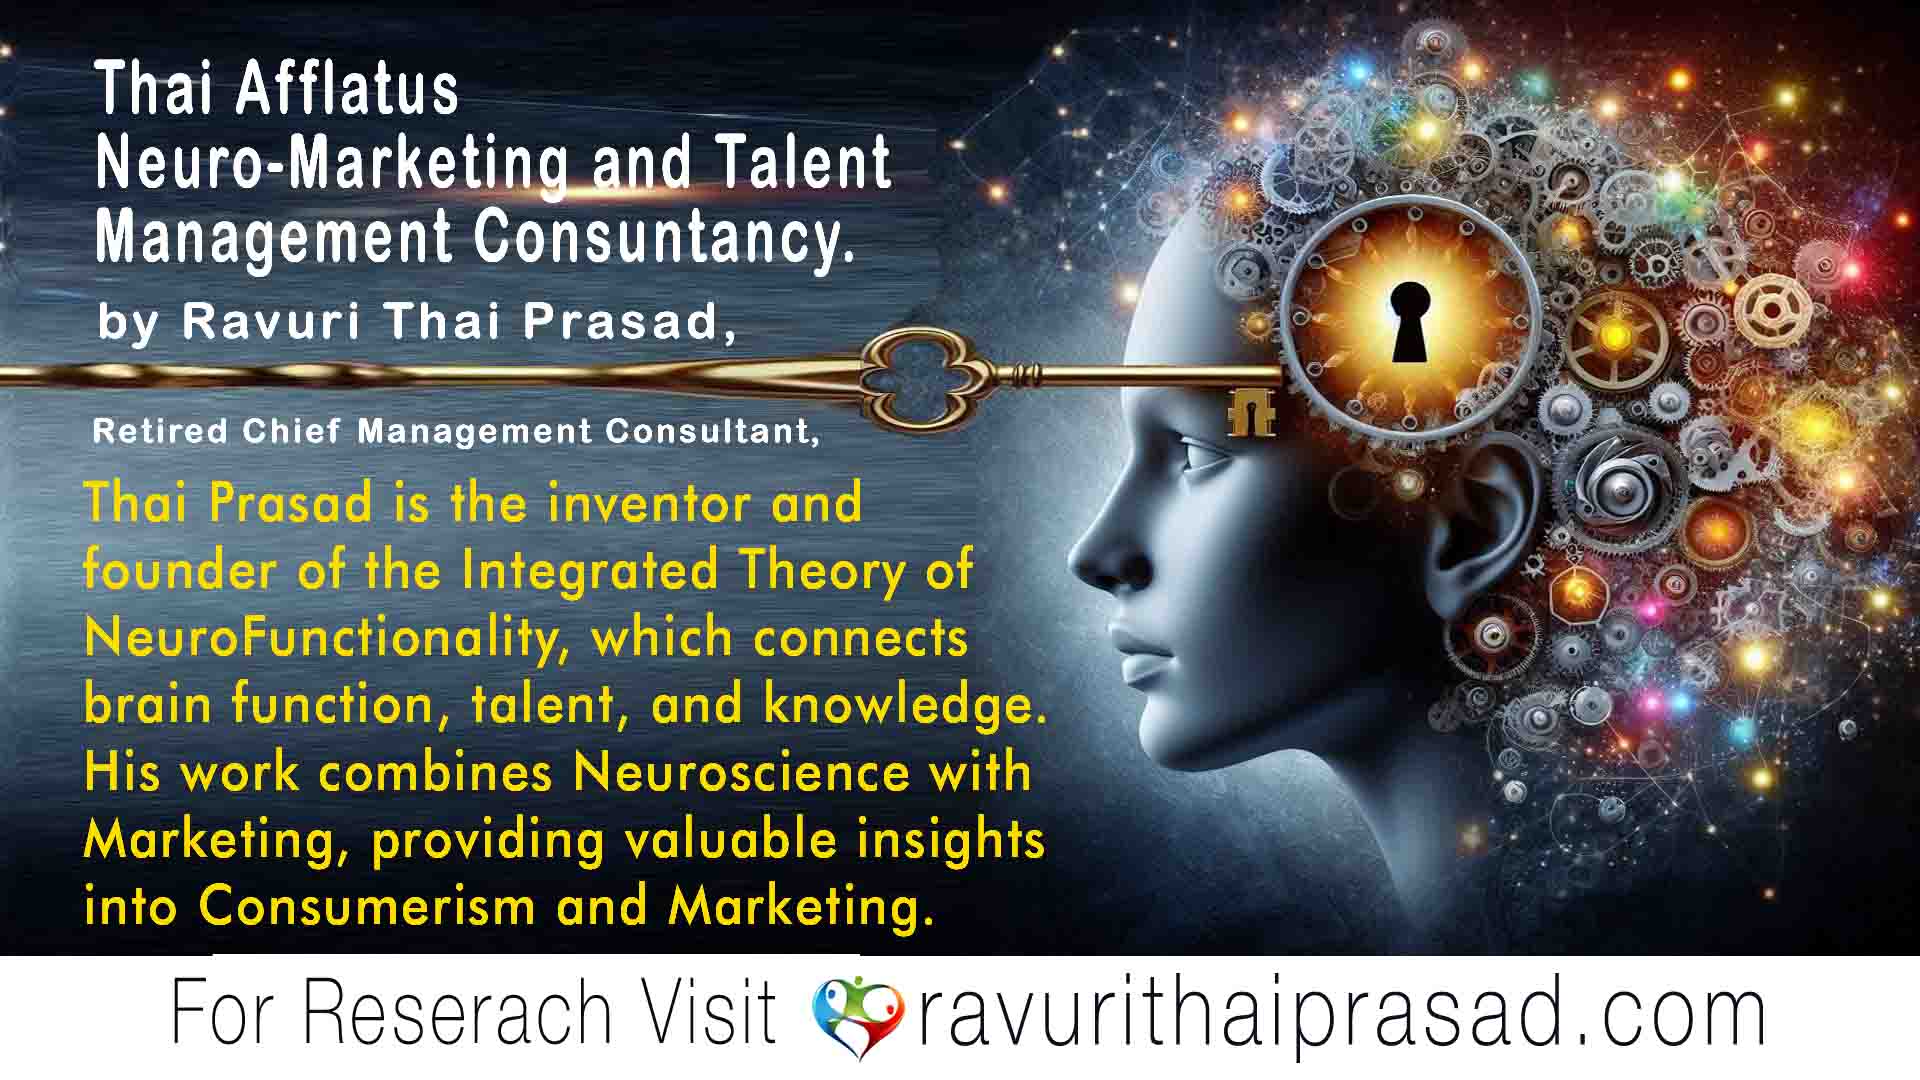 Thai Afflatus
Neuro-Marketing and Talent
Management Consuntancy.
by Ravuri Thai Prasad,
Retired Chief Management Consultant,
Thai Prasad is the inventor and
founder of the Integrated Theory of
NeuroFunctionality, which connects
brain function, talent, and knowledge.
His work combines Neuroscience with
Marketing, providing valuable insights
into Consumerism and Marketing.
For Reserach Visit ravurithaiprasad.com